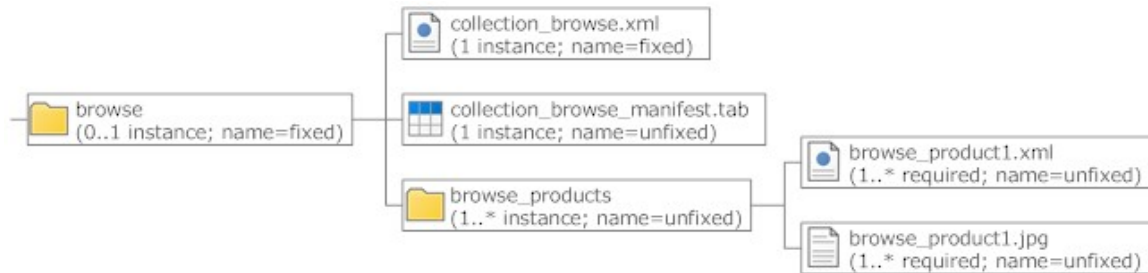 collection_browse.xml
(1 instance; name=fixed)
browse
(0..1 instance; name=fixed)
collection_browse_manifest.tab
(1 instance; name=unfixed)
browse_products
(1..* instance; name=unfixed)
browse_product1.xml
(1..* required; name=unfixed)
browse_product1.jpg
(1..* required; name=unfixed)